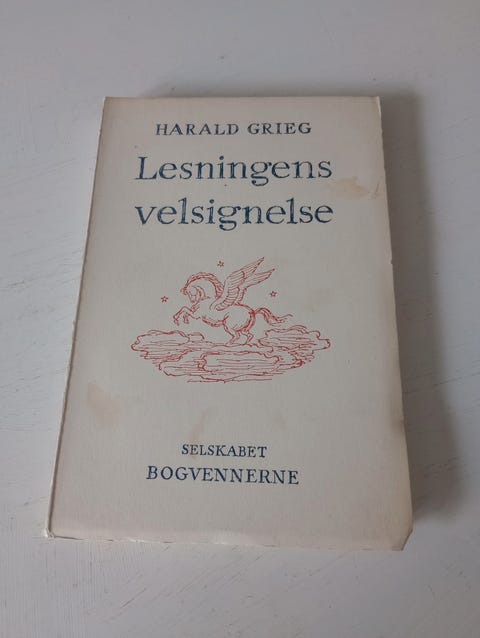 HARALD GRIEG
Lesningens
velsignelse
SELSKABET
BOGVENNERNE